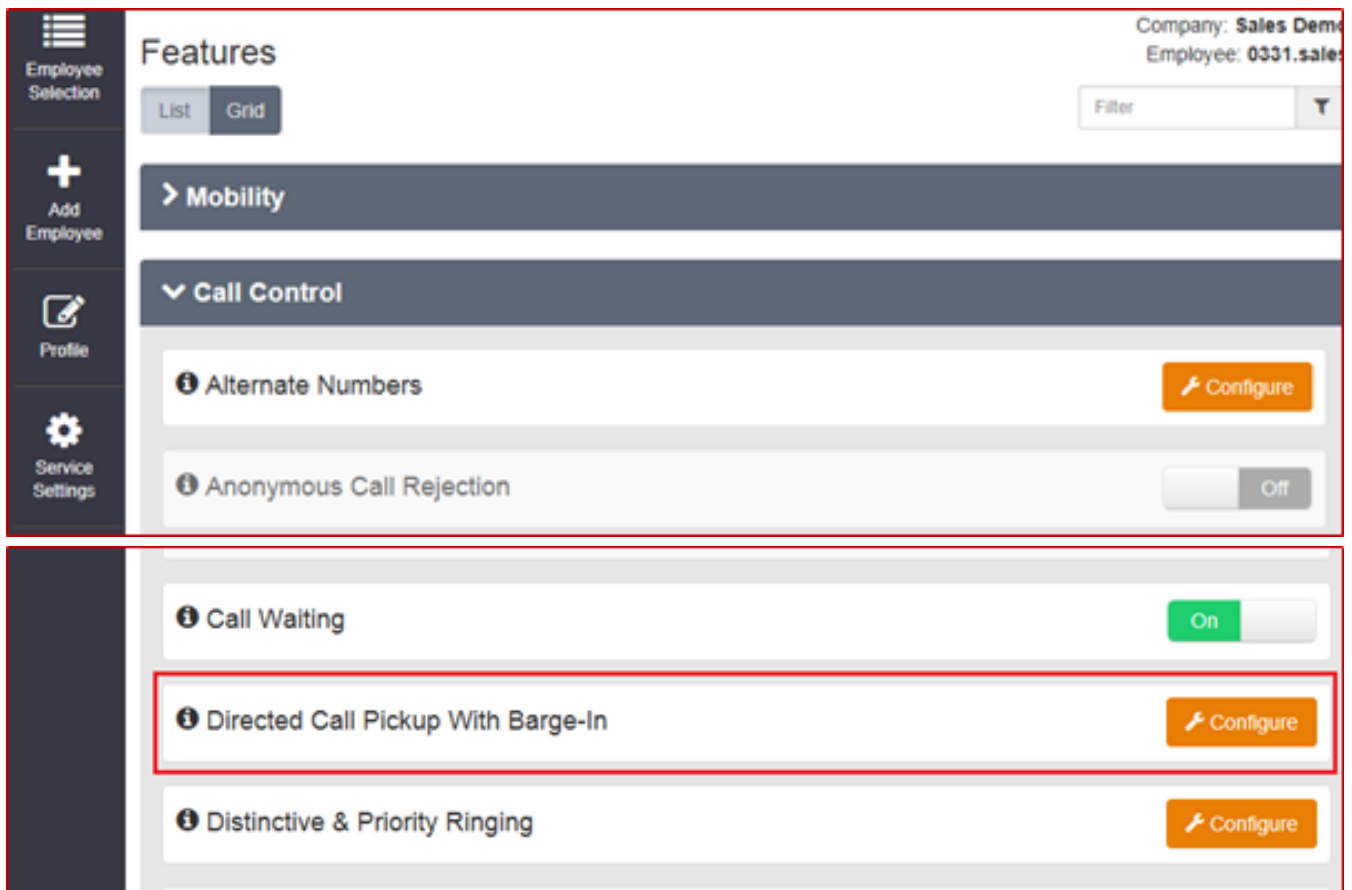 Employee
Selection
Add
Employee
Profile
Service
Settings
Features
Company: Sales Demo
Employee: 0331.sales
List Grid
Filter
Mobility
Call Control
Alternate Numbers
Configure
Anonymous Call Rejection
Off
Call Waiting
On
Directed Call Pickup With Barge-In
Configure
Distinctive & Priority Ringing
Configure